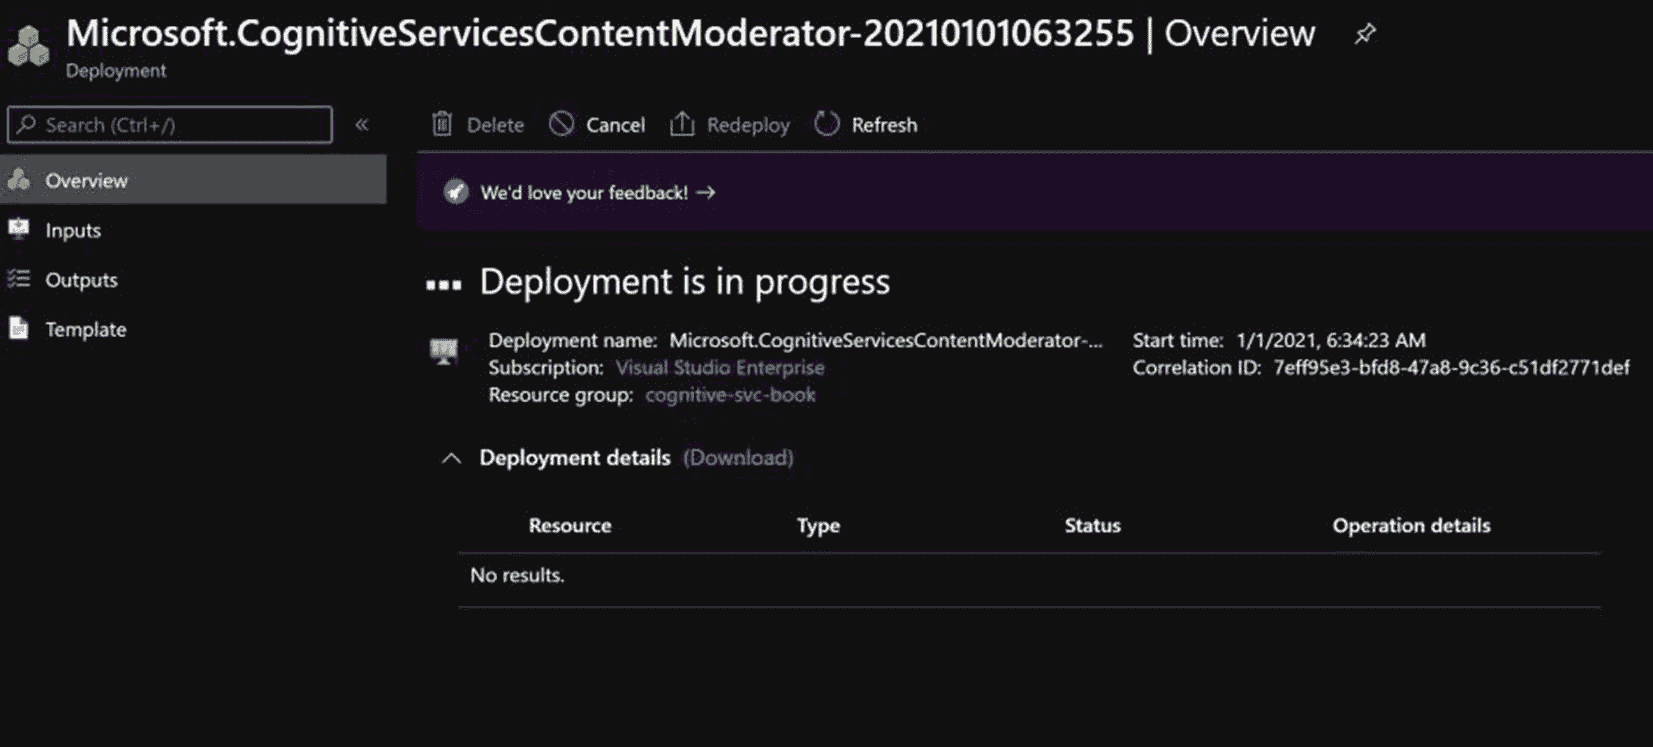 Microsoft.CognitiveServicesContentModerator-20210101063255 | Overview
Deployment
Search (Ctrl+/)
«
Delete
Cancel
Redeploy
Refresh
Overview
Inputs
Outputs
Template
We'd love your feedback! →
Deployment is in progress
Deployment name: Microsoft.CognitiveServicesContentModerator-...
Subscription: Visual Studio Enterprise
Resource group: cognitive-svc-book
Start time: 1/1/2021, 6:34:23 AM
Correlation ID: 7eff95e3-bfd8-47a8-9c36-c51df2771def
Deployment details (Download)
Resource Type Status Operation details
No results.